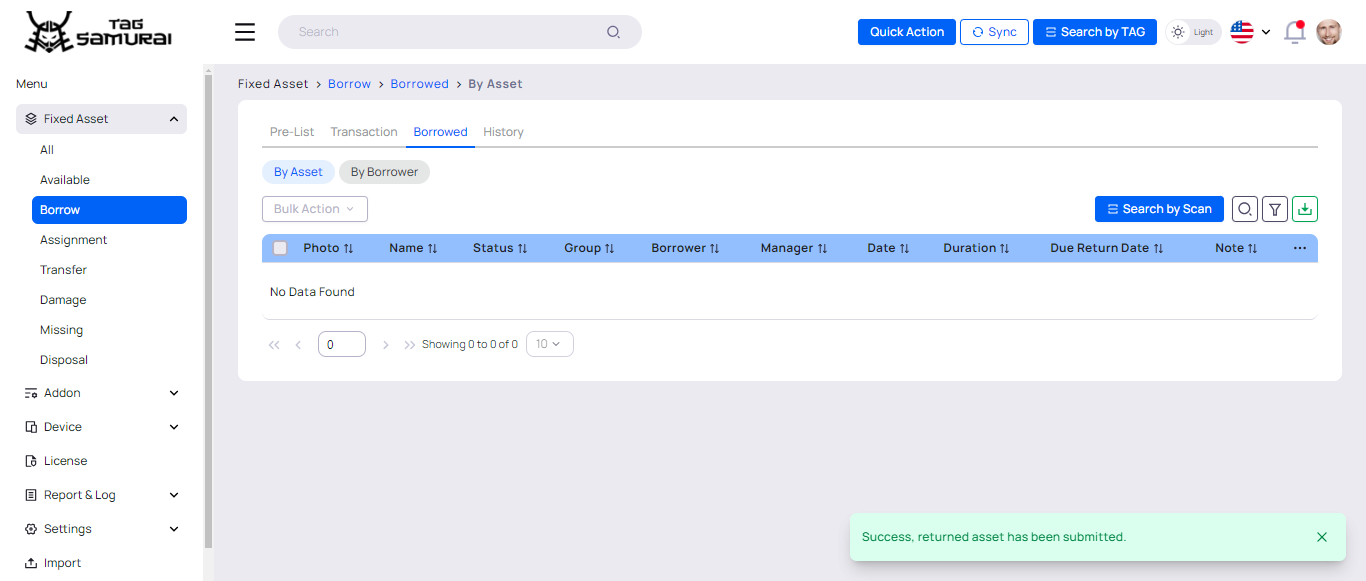 TAG
SAMURAI
Search
Quick Action
Sync
Search by TAG
Light
Menu
Fixed Asset
All
Available
Borrow
Assignment
Transfer
Damage
Missing
Disposal
Addon
Device
License
Report & Log
Settings
Import
Fixed Asset > Borrow > Borrowed > By Asset
Pre-List Transaction Borrowed History
By Asset By Borrower
Bulk Action
Search by Scan
Photo Name Status Group Borrower Manager Date Duration Due Return Date Note ...
No Data Found
0 Showing 0 to 0 of 0 10
Success, returned asset has been submitted.